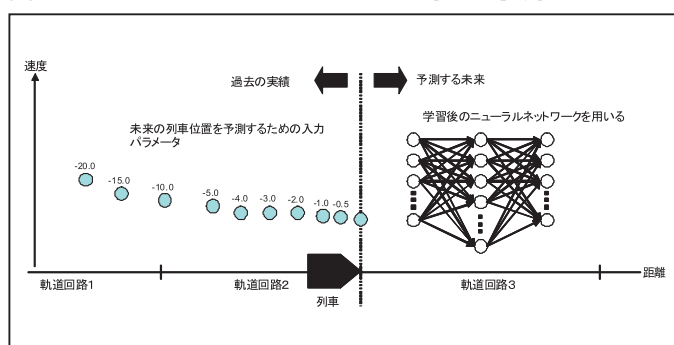 速度
過去の実績
予測する未来
未来の列車位置を予測するための入力
パラメータ
学習後のニューラルネットワークを用いる
-20.0
-15.0
-10.0
-5.0
-4.0
-3.0
-2.0
-1.0
-0.5
距離
軌道回路1
軌道回路2
軌道回路3
列車